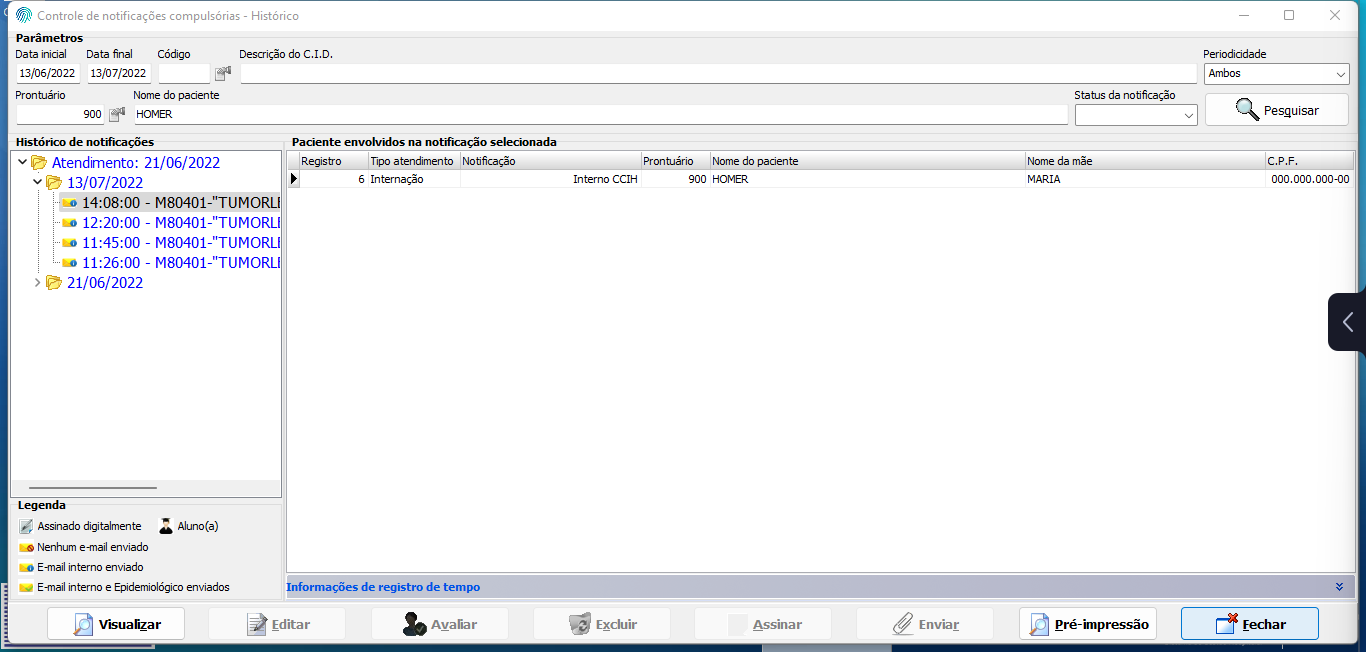 Controle de notificações compulsórias - Histórico
Parâmetros
Data inicial Data final Código Descrição do C.I.D. Periodicidade
13/06/2022 13/07/2022 Ambos
Prontuário Nome do paciente Status da notificação
900 HOMER Pesquisar
Histórico de notificações
Atendimento: 21/06/2022
13/07/2022
14:08:00 - M80401-"TUMORLE
12:20:00 - M80401-"TUMORLE
11:45:00 - M80401-"TUMORLE
11:26:00 - M80401-"TUMORLE
21/06/2022
Paciente envolvidos na notificação selecionada
Registro Tipo atendimento Notificação Prontuário Nome do paciente Nome da mãe C.P.F.
6 Internação Interno CCIH 900 HOMER MARIA 000.000.000-00
Legenda
Assinado digitalmente Aluno(a)
Nenhum e-mail enviado
E-mail interno enviado
E-mail interno e Epidemiológico enviados
Informações de registro de tempo
Visualizar Editar Avaliar Excluir Assinar Enviar Pré-impressão Fechar